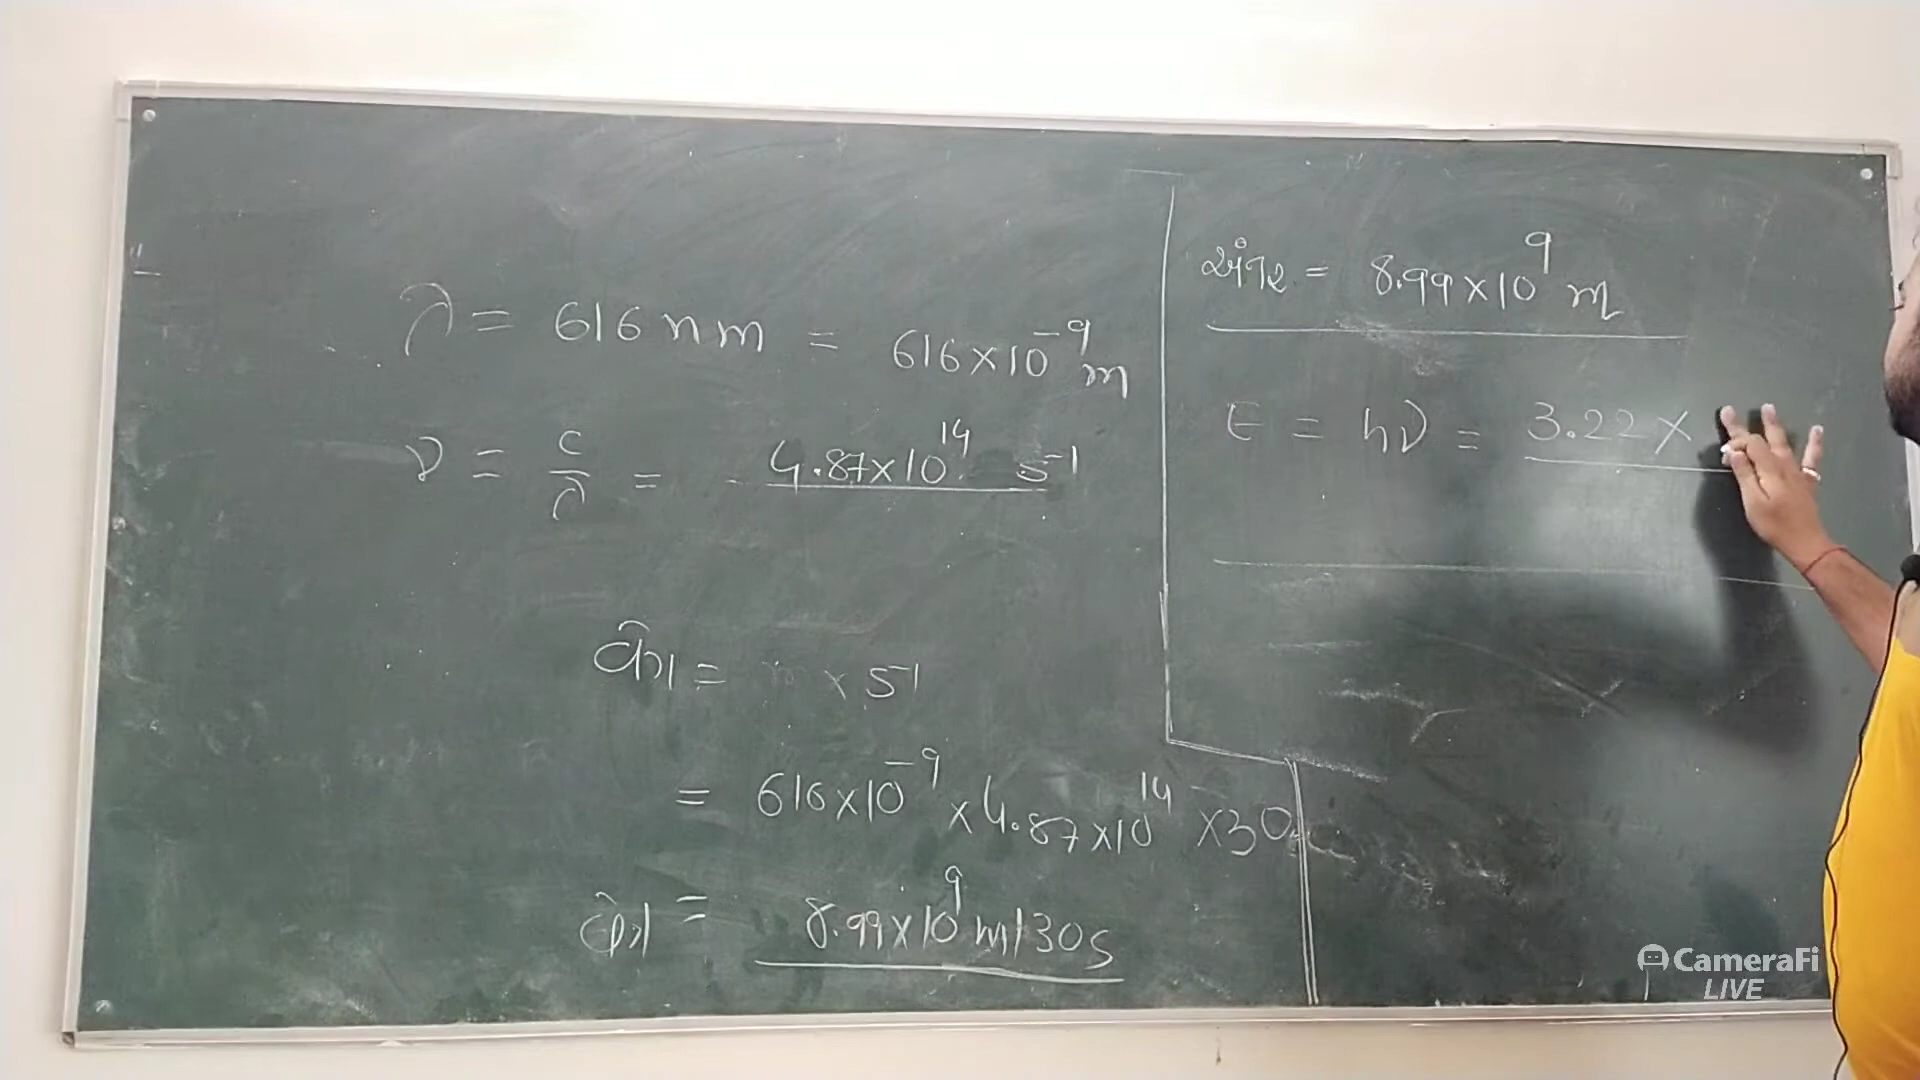 λ = 616 nm = 616×10⁻⁹ m
ν = c/λ = 4.87×10¹⁴ s⁻¹
= × s⁻¹
= 616×10⁻⁹ × 4.87×10¹⁴ ×30
= 8.99×10⁹ m/30s
અંતર = 8.99×10⁹ m
E = hν = 3.22×
CameraFi
LIVE